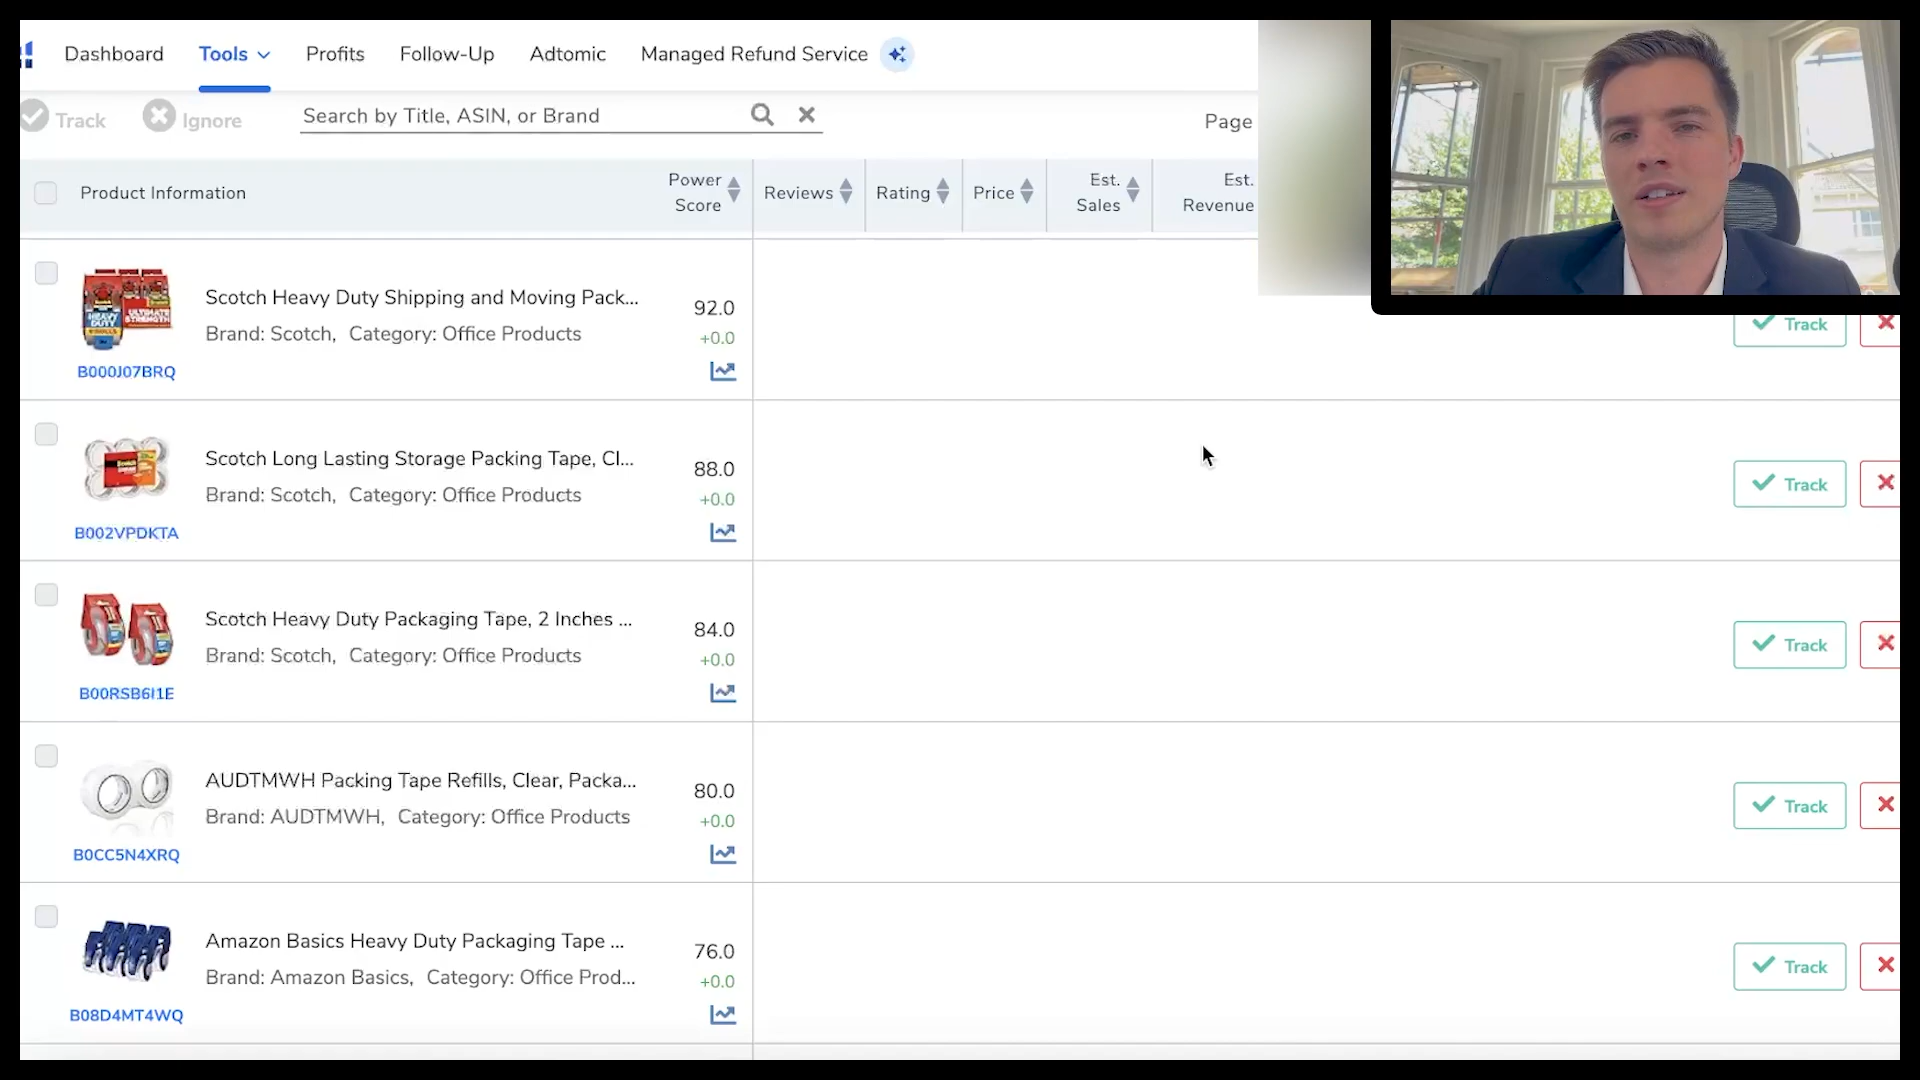 Dashboard Tools Profits Follow-Up Adtomic Managed Refund Service
Track Ignore Search by Title, ASIN, or Brand Page
Product Information Power Score Reviews Rating Price Est. Sales Est. Revenue
Scotch Heavy Duty Shipping and Moving Pack... 92.0
Brand: Scotch, Category: Office Products +0.0
B000J07BRQ
Track
HEAVY DUTY
ULTIMATE STRENGTH
Scotch Long Lasting Storage Packing Tape, Cl... 88.0
Brand: Scotch, Category: Office Products +0.0
B002VPDKTA
Track
Scotch
Scotch Heavy Duty Packaging Tape, 2 Inches ... 84.0
Brand: Scotch, Category: Office Products +0.0
B00RSB6I1E
Track
AUDTMWH Packing Tape Refills, Clear, Packa... 80.0
Brand: AUDTMWH, Category: Office Products +0.0
B0CC5N4XRQ
Track
Amazon Basics Heavy Duty Packaging Tape ... 76.0
Brand: Amazon Basics, Category: Office Prod... +0.0
B08D4MT4WQ
Track